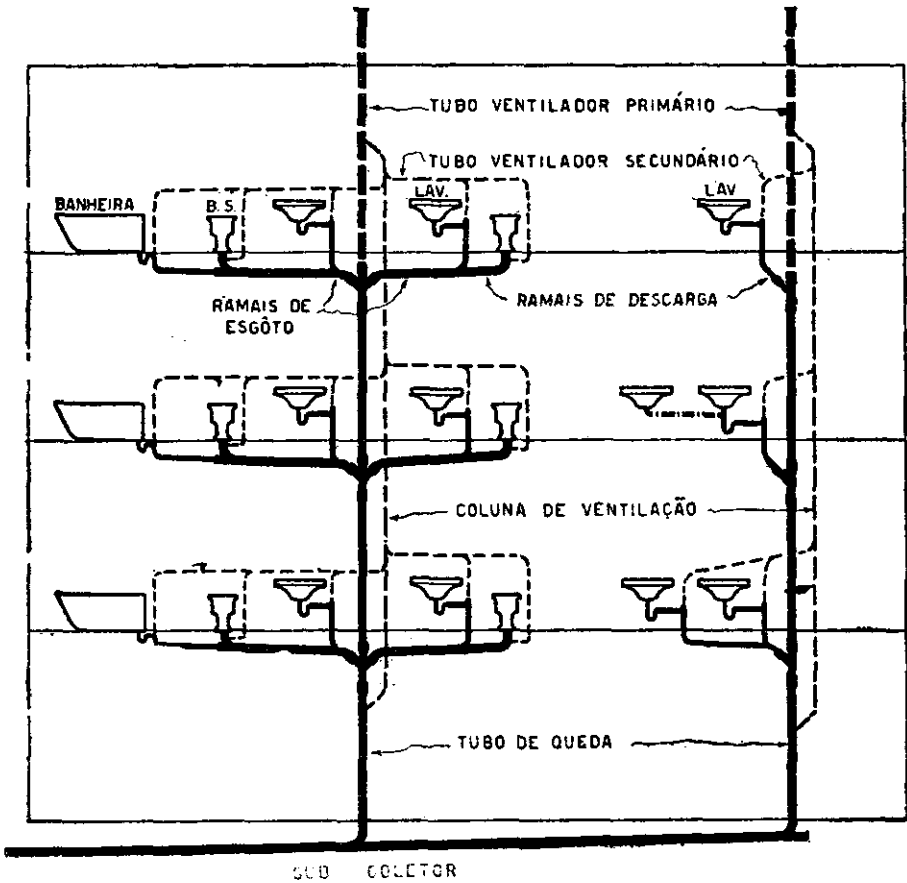 TUBO VENTILADOR PRIMÁRIO
TUBO VENTILADOR SECUNDÁRIO
BANHEIRA
B.S.
LAV.
LAV
RAMAIS DE
ESGÔTO
RAMAIS DE DESCARGA
COLUNA DE VENTILAÇÃO
TUBO DE QUEDA
SUB COLETOR